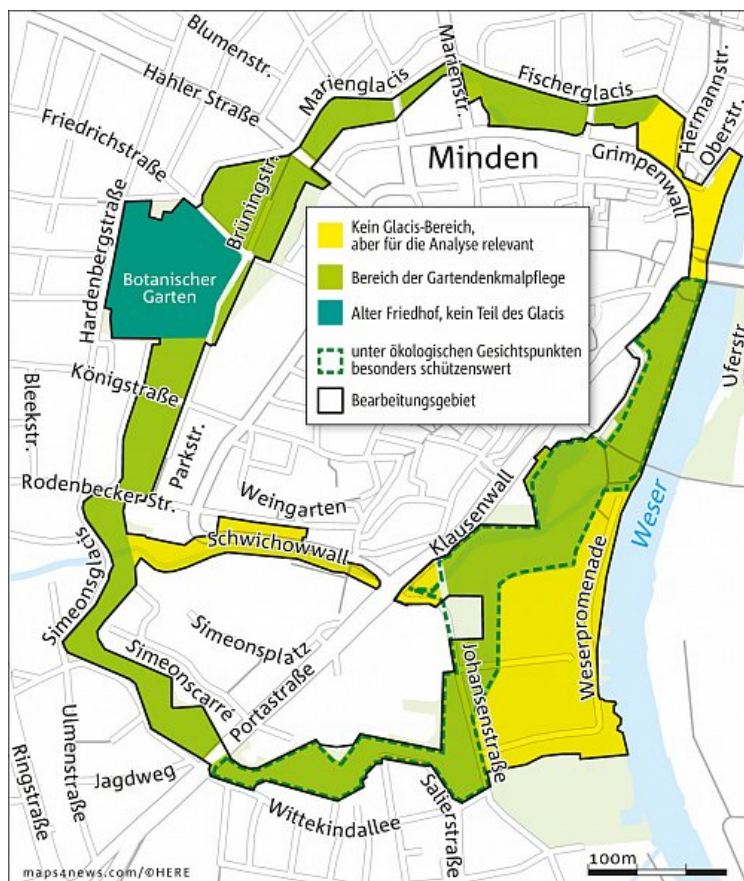 Blumenstr.
Hahler Straße
Friedrichstraße
Marienglacis
Marienstr.
Fischerglacis
Hermannstr.
Oberstr.
Minden
Grimpenwall
Brüningstr.
Hardenbergstraße
Botanischer
Garten
Kein Glacis-Bereich,
aber für die Analyse relevant
Bereich der Gartendenkmalpflege
Alter Friedhof, kein Teil des Glacis
unter ökologischen Gesichtspunkten
besonders schützenswert
Bearbeitungsgebiet
Uferstr.
Königstraße
Bleekstr.
Parkstr.
Rodenbecker Str.
Weingarten
Klausenwall
Schwichowwall
Weser
Weserpromenade
Simeonsglacis
Simeonsplatz
Simeonscarré
Portastraße
Johansenstraße
Ulmenstraße
Ringstraße
Jagdweg
Wittekindallee
Salierstraße
100m
maps4news.com/©HERE